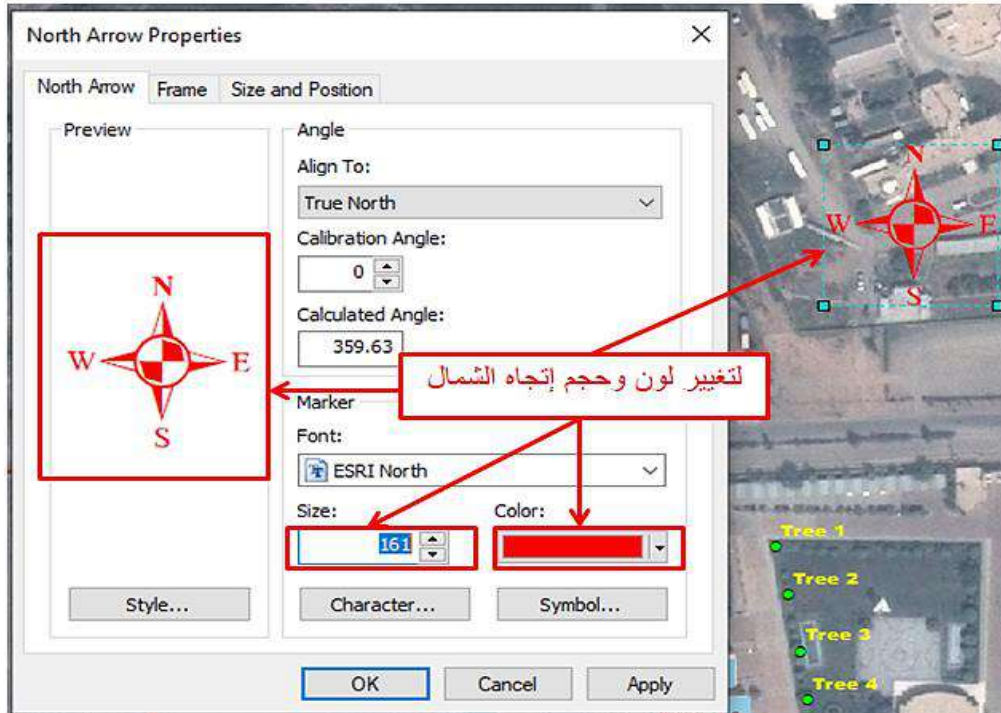 North Arrow Properties
North Arrow Frame Size and Position
Preview
N
W E
S
Style...
Angle
Align To:
True North
Calibration Angle:
0
Calculated Angle:
359.63
لتغيير لون وحجم إتجاه الشمال
Marker
Font:
ESRI North
Size: Color:
161
Character... Symbol...
OK Cancel Apply
N
W E
S
Tree 1
Tree 2
Tree 3
Tree 4